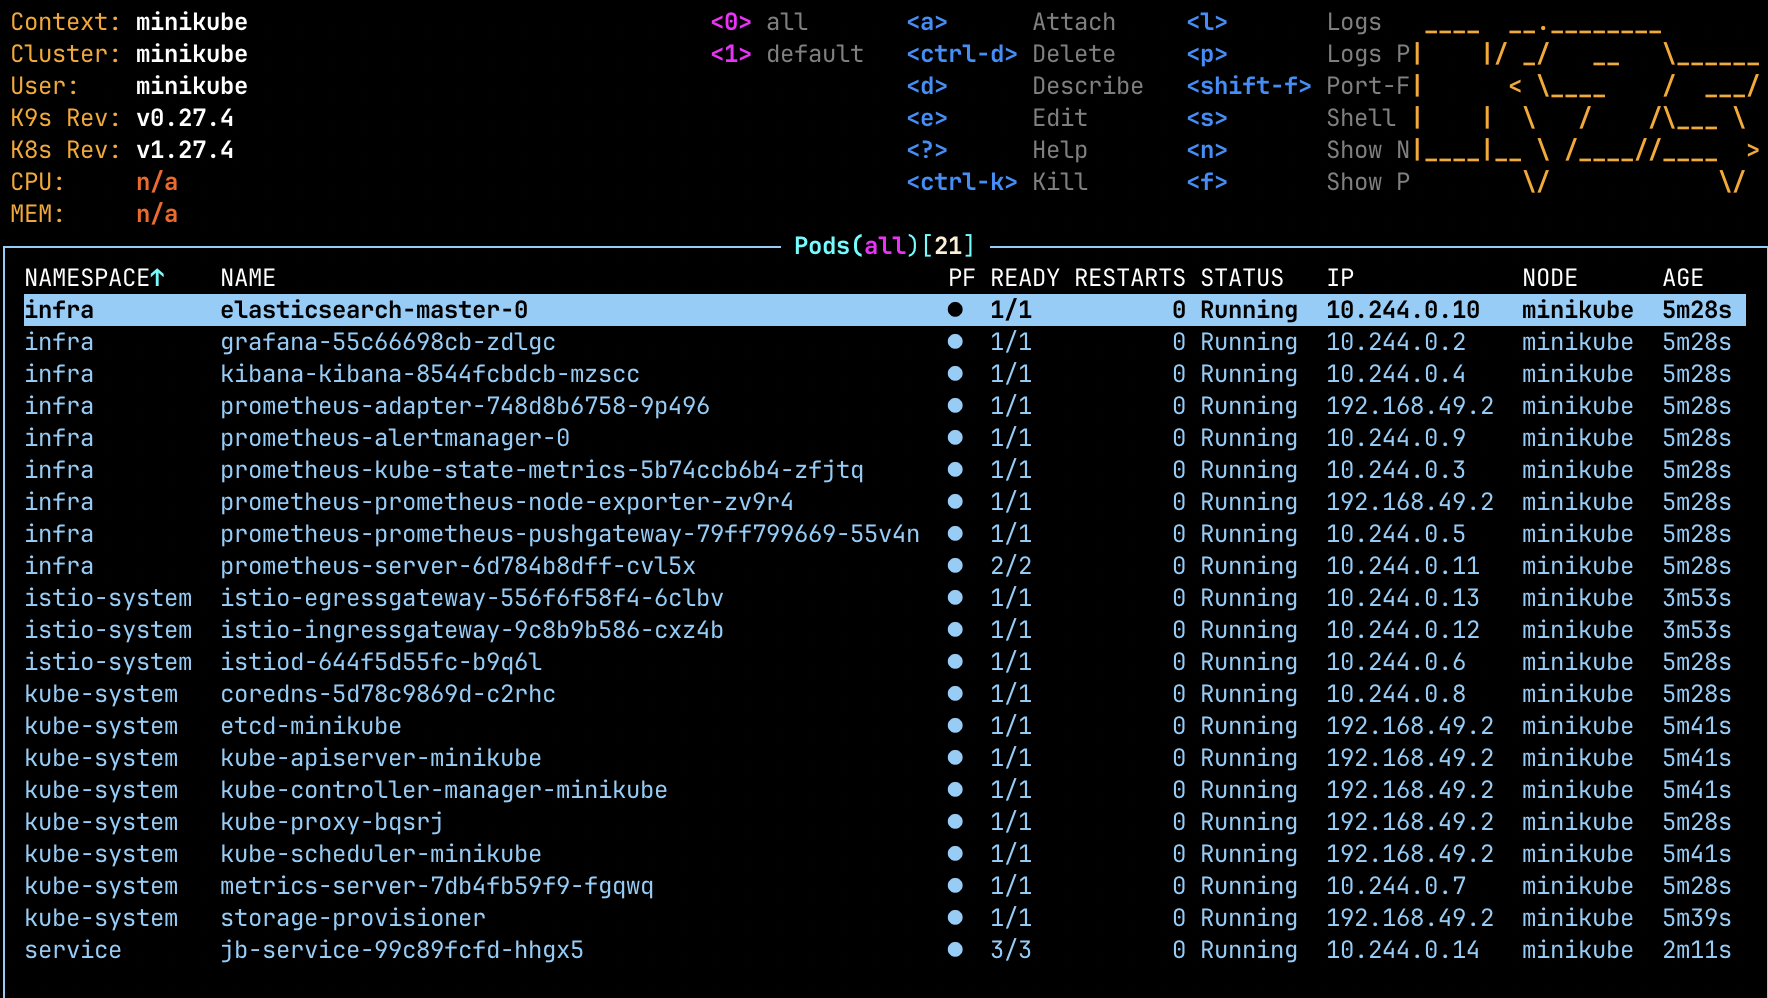 Context: minikube <0> all <a> Attach <l> Logs
Cluster: minikube <1> default <ctrl-d> Delete <p> Logs P
User: minikube <d> Describe <shift-f> Port-F
K9s Rev: v0.27.4 <e> Edit <s> Shell
K8s Rev: v1.27.4 <?> Help <n> Show N
CPU: n/a <ctrl-k> Kill <f> Show P
MEM: n/a
Pods(all)[21]
NAMESPACE↑ NAME PF READY RESTARTS STATUS IP NODE AGE
infra elasticsearch-master-0 ● 1/1 0 Running 10.244.0.10 minikube 5m28s
infra grafana-55c66698cb-zdlgc ● 1/1 0 Running 10.244.0.2 minikube 5m28s
infra kibana-kibana-8544fcbdcb-mzscc ● 1/1 0 Running 10.244.0.4 minikube 5m28s
infra prometheus-adapter-748d8b6758-9p496 ● 1/1 0 Running 192.168.49.2 minikube 5m28s
infra prometheus-alertmanager-0 ● 1/1 0 Running 10.244.0.9 minikube 5m28s
infra prometheus-kube-state-metrics-5b74ccb6b4-zfjtq ● 1/1 0 Running 10.244.0.3 minikube 5m28s
infra prometheus-prometheus-node-exporter-zv9r4 ● 1/1 0 Running 192.168.49.2 minikube 5m28s
infra prometheus-prometheus-pushgateway-79ff799669-55v4n ● 1/1 0 Running 10.244.0.5 minikube 5m28s
infra prometheus-server-6d784b8dff-cvl5x ● 2/2 0 Running 10.244.0.11 minikube 5m28s
istio-system istio-egressgateway-556f6f58f4-6clbv ● 1/1 0 Running 10.244.0.13 minikube 3m53s
istio-system istio-ingressgateway-9c8b9b586-cxz4b ● 1/1 0 Running 10.244.0.12 minikube 3m53s
istio-system istiod-644f5d55fc-b9q6l ● 1/1 0 Running 10.244.0.6 minikube 5m28s
kube-system coredns-5d78c9869d-c2rhc ● 1/1 0 Running 10.244.0.8 minikube 5m28s
kube-system etcd-minikube ● 1/1 0 Running 192.168.49.2 minikube 5m41s
kube-system kube-apiserver-minikube ● 1/1 0 Running 192.168.49.2 minikube 5m41s
kube-system kube-controller-manager-minikube ● 1/1 0 Running 192.168.49.2 minikube 5m41s
kube-system kube-proxy-bqsrj ● 1/1 0 Running 192.168.49.2 minikube 5m28s
kube-system kube-scheduler-minikube ● 1/1 0 Running 192.168.49.2 minikube 5m41s
kube-system metrics-server-7db4fb59f9-fgqwq ● 1/1 0 Running 10.244.0.7 minikube 5m28s
kube-system storage-provisioner ● 1/1 0 Running 192.168.49.2 minikube 5m39s
service jb-service-99c89fcfd-hhgx5 ● 3/3 0 Running 10.244.0.14 minikube 2m11s